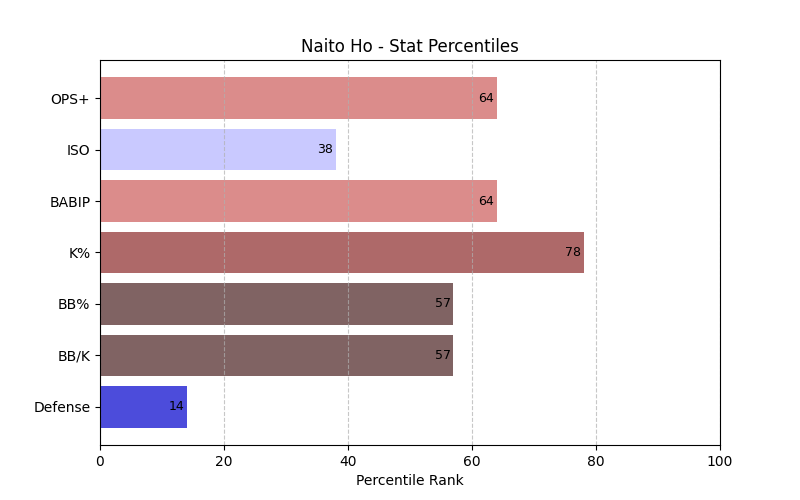 Naito Ho - Stat Percentiles
OPS+ 64
ISO 38
BABIP 64
K% 78
BB% 57
BB/K 57
Defense 14
0 20 40 60 80 100
Percentile Rank